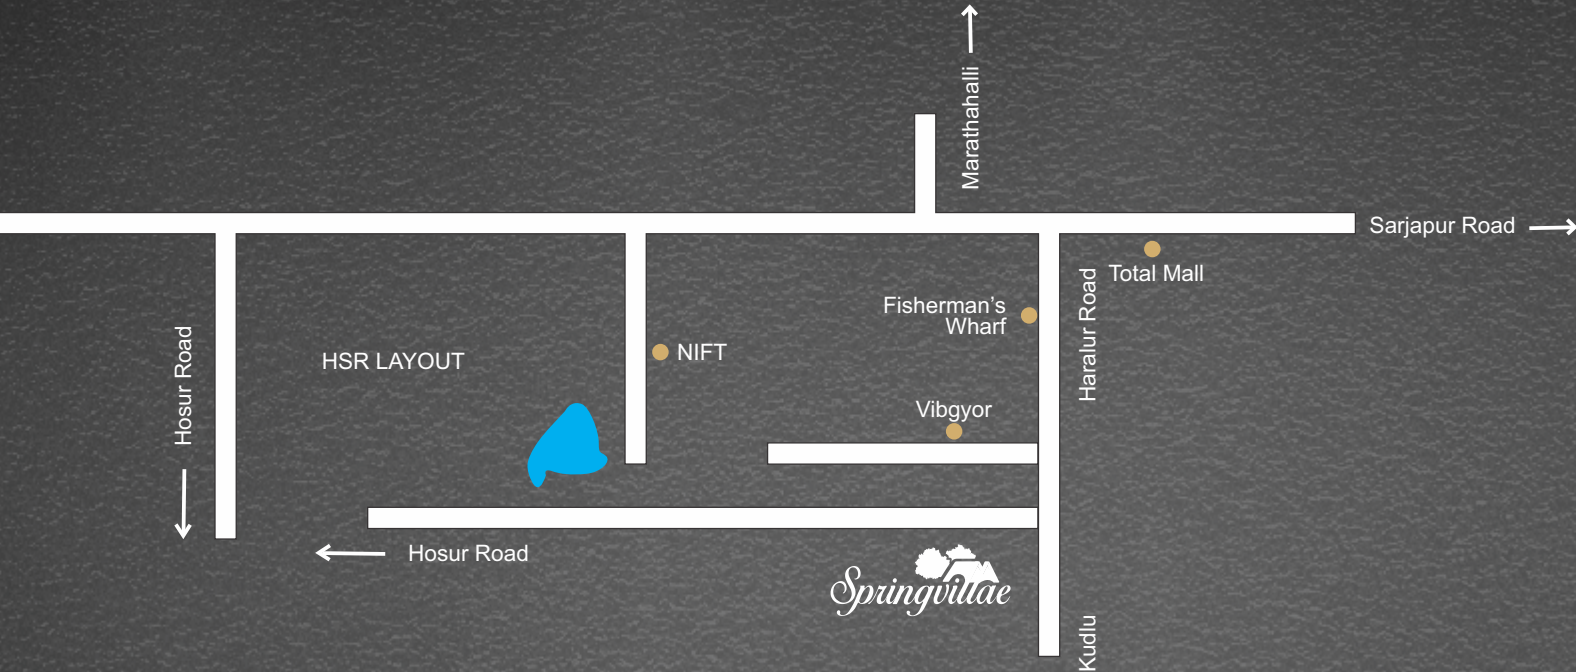 Marathahalli
Sarjapur Road
Total Mall
Haralur Road
Fisherman’s
Wharf
NIFT
HSR LAYOUT
Hosur Road
Vibgyor
Hosur Road
Springvillae
Kudlu